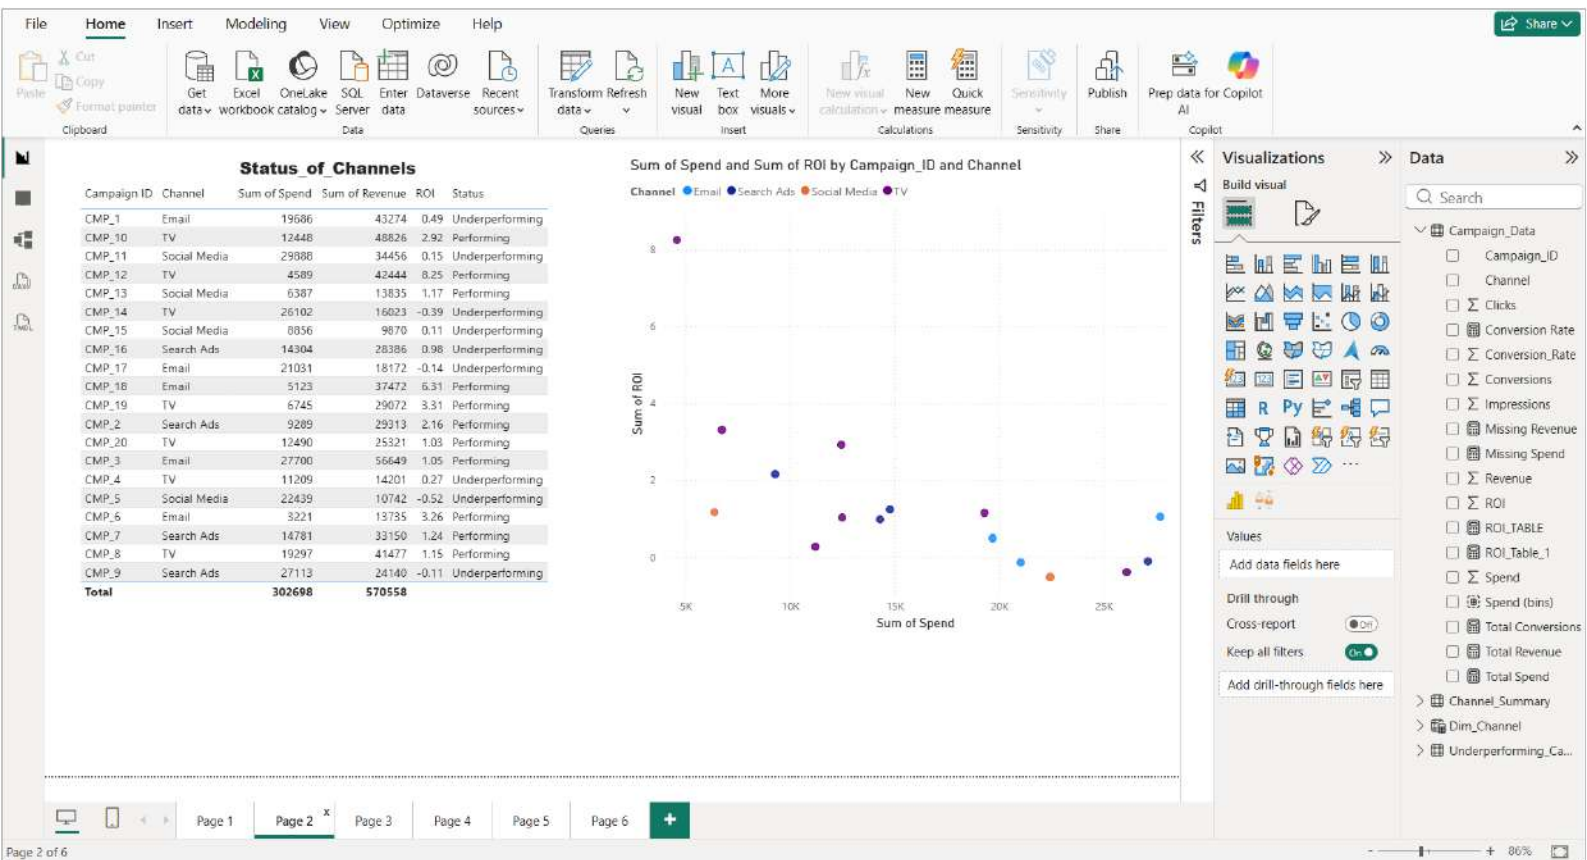 File Home Insert Modeling View Optimize Help
Share
Paste
Cut
Copy
Format painter
Clipboard
Get data
Excel workbook
OneLake catalog
SQL Server
Enter data
Dataverse
Recent sources
Data
Transform data
Refresh
Queries
New visual
Text box
More visuals
Insert
New visual calculation
New measure
Quick measure
Calculations
Sensitivity
Sensitivity
Publish
Share
Prep data for AI
Copilot
Copilot
Status_of_Channels
Campaign ID Channel Sum of Spend Sum of Revenue ROI Status
CMP_1 Email 19686 43274 0.49 Underperforming
CMP_10 TV 12448 48826 2.92 Performing
CMP_11 Social Media 29888 34456 0.15 Underperforming
CMP_12 TV 4589 42444 8.25 Performing
CMP_13 Social Media 6387 13835 1.17 Performing
CMP_14 TV 26102 16023 -0.39 Underperforming
CMP_15 Social Media 8856 9870 0.11 Underperforming
CMP_16 Search Ads 14304 28386 0.98 Underperforming
CMP_17 Email 21031 18172 -0.14 Underperforming
CMP_18 Email 5123 37472 6.31 Performing
CMP_19 TV 6745 29072 3.31 Performing
CMP_2 Search Ads 9289 29313 2.16 Performing
CMP_20 TV 12490 25321 1.03 Performing
CMP_3 Email 27700 56649 1.05 Performing
CMP_4 TV 11209 14201 0.27 Underperforming
CMP_5 Social Media 22439 10742 -0.52 Underperforming
CMP_6 Email 3221 13735 3.26 Performing
CMP_7 Search Ads 14781 33150 1.24 Performing
CMP_8 TV 19297 41477 1.15 Performing
CMP_9 Search Ads 27113 24140 -0.11 Underperforming
Total 302698 570558
Sum of Spend and Sum of ROI by Campaign_ID and Channel
Channel Email Search Ads Social Media TV
8
6
4
2
0
Sum of ROI
5K 10K 15K 20K 25K
Sum of Spend
Filters
Visualizations
Build visual
123
R Py
Values
Add data fields here
Drill through
Cross-report Off
Keep all filters On
Add drill-through fields here
Data
Search
Campaign_Data
Campaign_ID
Channel
Clicks
Conversion Rate
Conversion_Rate
Conversions
Impressions
Missing Revenue
Missing Spend
Revenue
ROI
ROI_TABLE
ROI_Table_1
Spend
Spend (bins)
Total Conversions
Total Revenue
Total Spend
Channel_Summary
Dim_Channel
Underperforming_Ca...
Page 1 Page 2 x Page 3 Page 4 Page 5 Page 6 +
Page 2 of 6
- + 86%